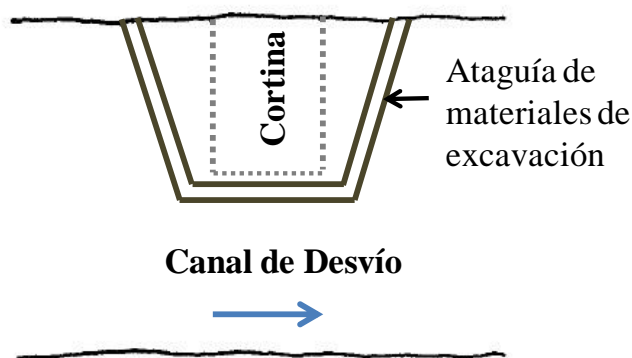 Cortina
Ataguía de
materiales de
excavación
Canal de Desvío